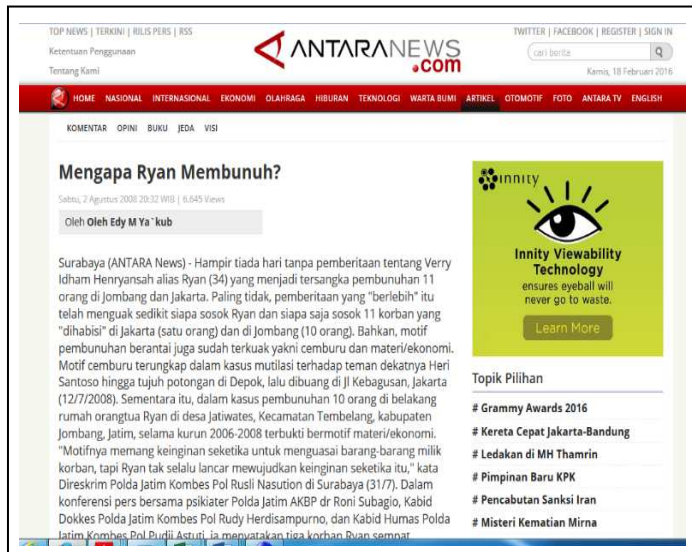 TOP NEWS | TERKINI | RILIS PERS | RSS
Ketentuan Penggunaan
Tentang Kami
ANTARANEWS
.com
TWITTER | FACEBOOK | REGISTER | SIGN IN
cari berita
Kamis, 18 Februari 2016
HOME NASIONAL INTERNASIONAL EKONOMI OLAHRAGA HIBURAN TEKNOLOGI WARTA BUMI ARTIKEL OTOMOTIF FOTO ANTARA TV ENGLISH
KOMENTAR OPINI BUKU JEDA VISI
Mengapa Ryan Membunuh?
Sabtu, 2 Agustus 2008 20:32 WIB | 6.645 Views
Oleh Oleh Edy M Ya`kub
Surabaya (ANTARA News) - Hampir tiada hari tanpa pemberitaan tentang Verry
Idham Henryansah alias Ryan (34) yang menjadi tersangka pembunuhan 11
orang di Jombang dan Jakarta. Paling tidak, pemberitaan yang "berlebih" itu
telah menguak sedikit siapa sosok Ryan dan siapa saja sosok 11 korban yang
"dihabisi" di Jakarta (satu orang) dan di Jombang (10 orang). Bahkan, motif
pembunuhan berantai juga sudah terkuak yakni cemburu dan materi/ekonomi.
Motif cemburu terungkap dalam kasus mutilasi terhadap teman dekatnya Heri
Santoso hingga tujuh potongan di Depok, lalu dibuang di Jl Kebagusan, Jakarta
(12/7/2008). Sementara itu, dalam kasus pembunuhan 10 orang di belakang
rumah orangtua Ryan di desa Jatiwates, Kecamatan Tembelang, kabupaten
Jombang, Jatim, selama kurun 2006-2008 terbukti bermotif materi/ekonomi.
"Motifnya memang keinginan seketika untuk menguasai barang-barang milik
korban, tapi Ryan tak selalu lancar mewujudkan keinginan seketika itu," kata
Direskrim Polda Jatim Kombes Pol Rusli Nasution di Surabaya (31/7). Dalam
konferensi pers bersama psikiater Polda Jatim AKBP dr Roni Subagio, Kabid
Dokkes Polda Jatim Kombes Pol Rudy Herdisampurno, dan Kabid Humas Polda
Jatim Kombes Pol Pudji Astuti, ia menyatakan tiga korban Ryan sempat
innity
Innity Viewability
Technology
ensures eyeball will
never go to waste.
Learn More
Topik Pilihan
# Grammy Awards 2016
# Kereta Cepat Jakarta-Bandung
# Ledakan di MH Thamrin
# Pimpinan Baru KPK
# Pencabutan Sanksi Iran
# Misteri Kematian Mirna